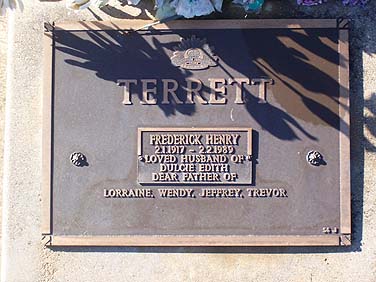 TERRETT
FREDERICK HENRY
2.1.1917 - 2.2.1989
"LOVED HUSBAND OF"
DULCIE EDITH
DEAR FATHER OF
LORRAINE, WENDY, JEFFREY, TREVOR